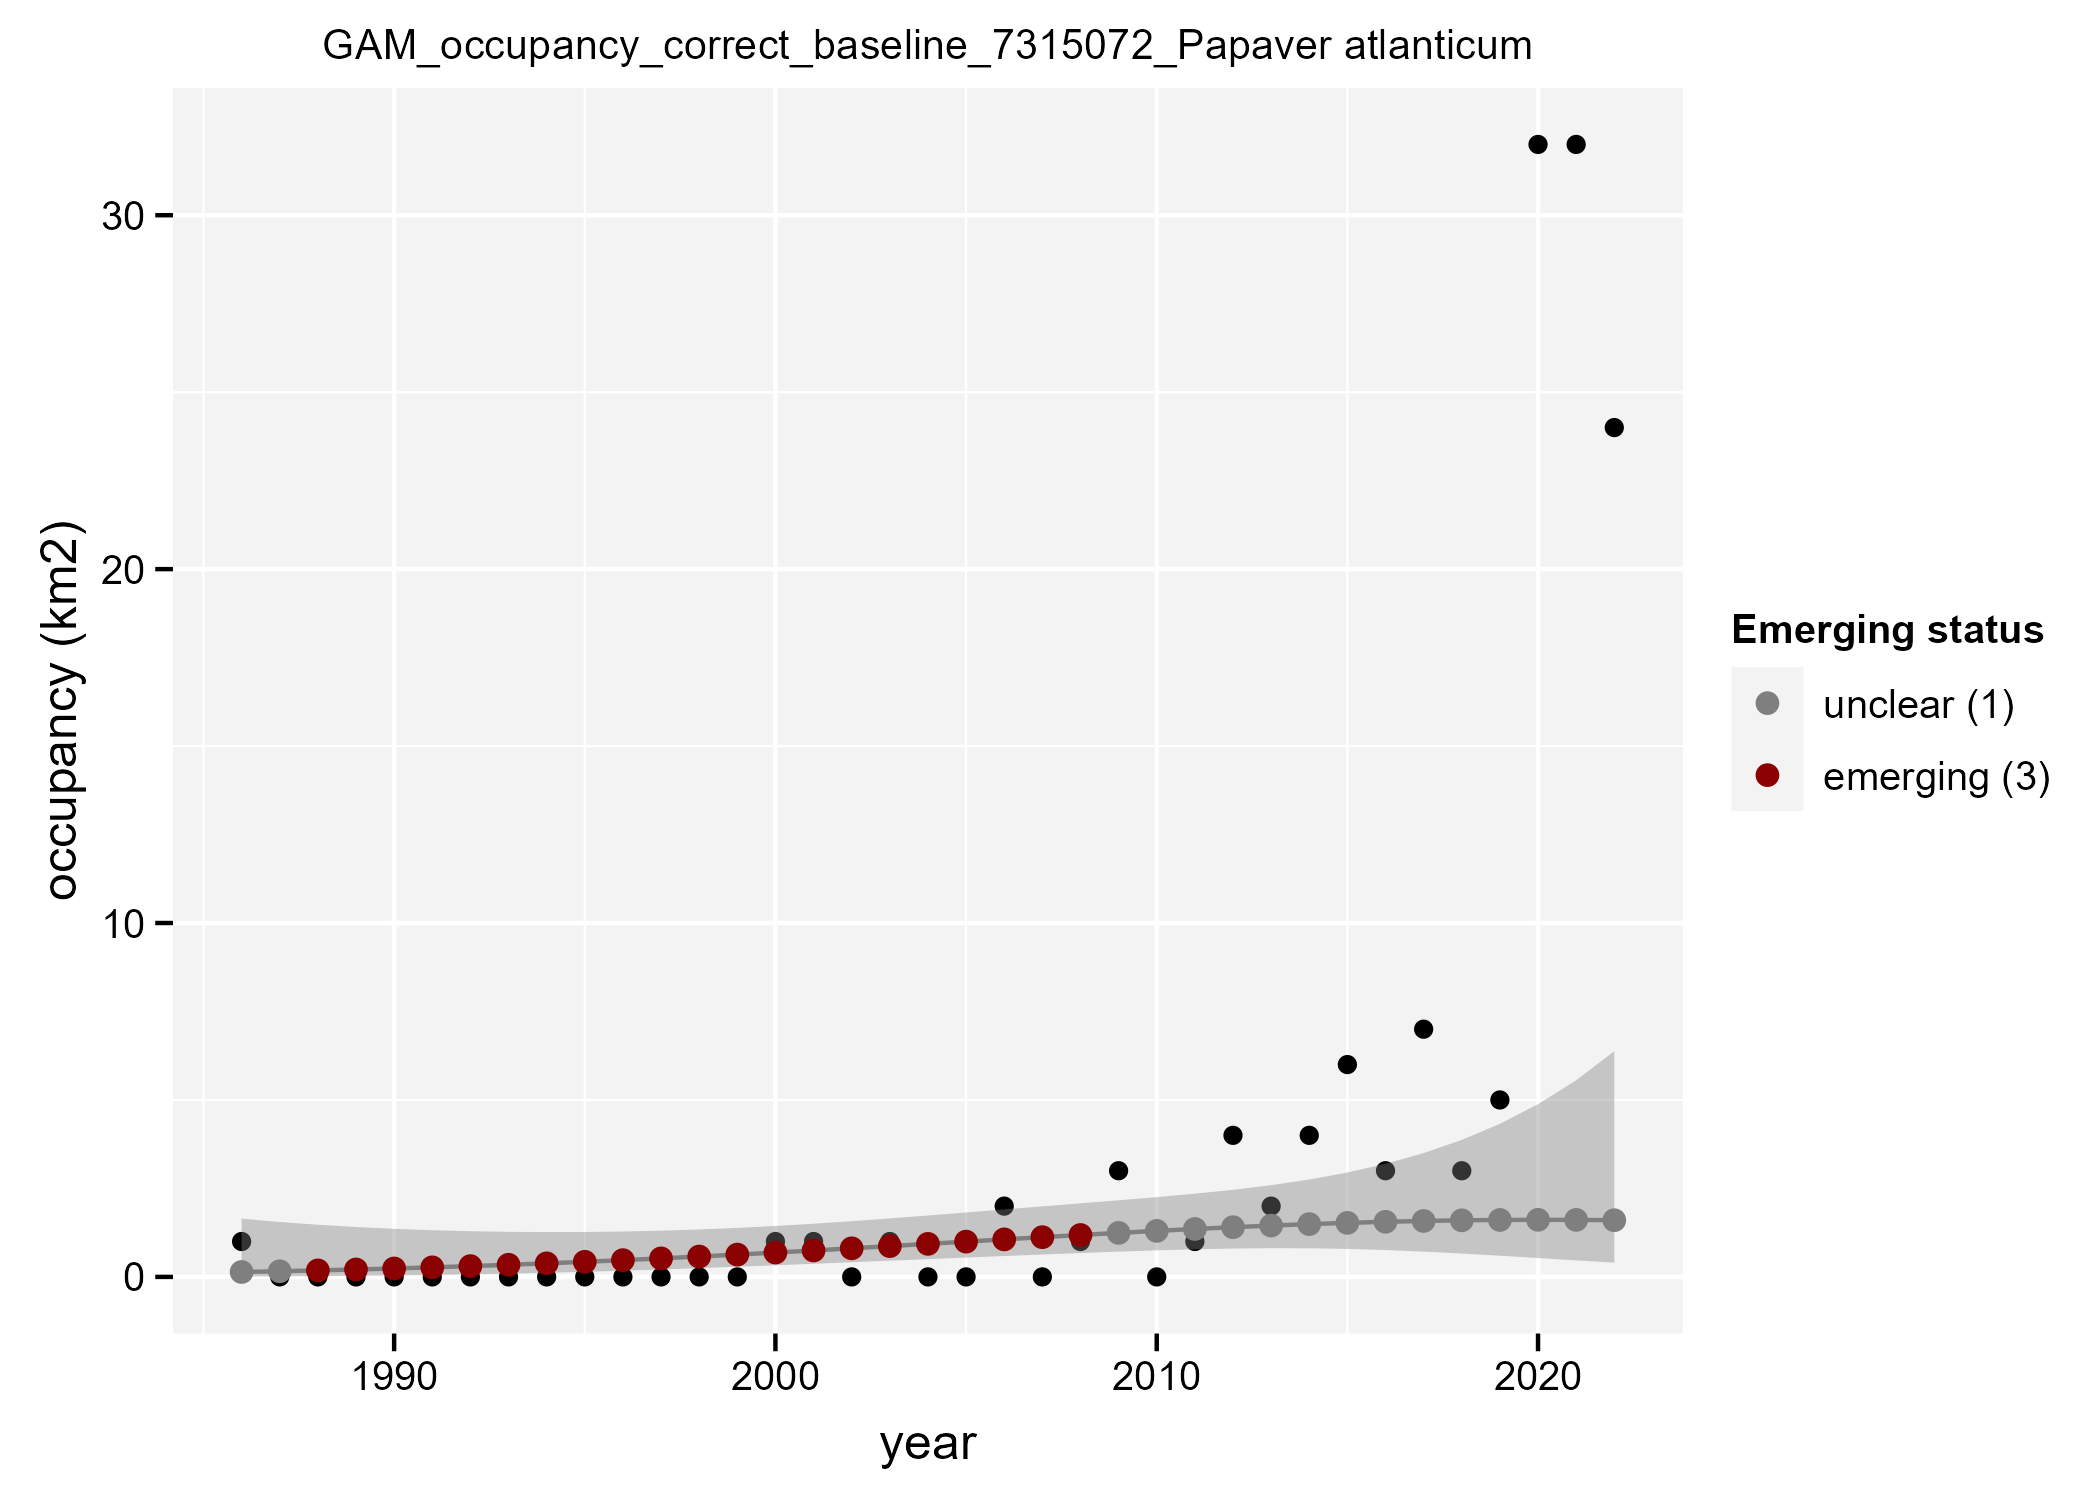 GAM_occupancy_correct_baseline_7315072_Papaver atlanticum
occupancy (km2)
30
20
10
0
1990
2000
2010
2020
year
Emerging status
unclear (1)
emerging (3)